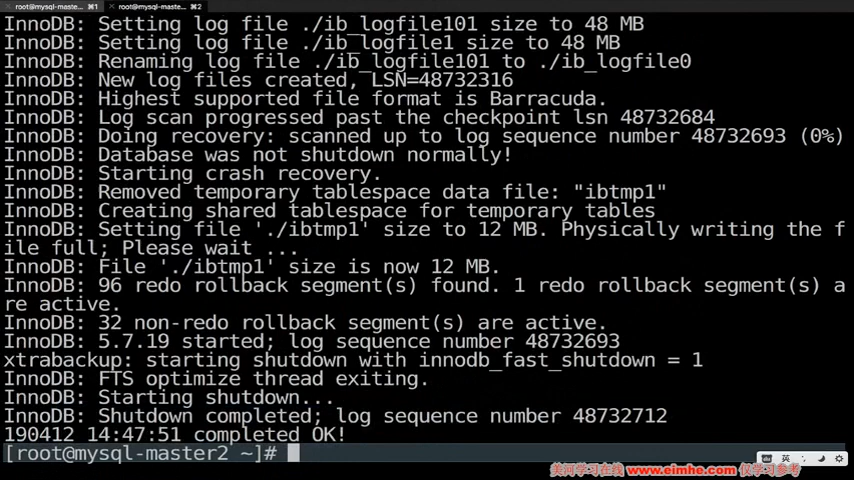 root@mysql-master... ⌘1 root@mysql-master... ⌘2
InnoDB: Setting log file ./ib_logfile101 size to 48 MB
InnoDB: Setting log file ./ib_logfile1 size to 48 MB
InnoDB: Renaming log file ./ib_logfile101 to ./ib_logfile0
InnoDB: New log files created, LSN=48732316
InnoDB: Highest supported file format is Barracuda.
InnoDB: Log scan progressed past the checkpoint lsn 48732684
InnoDB: Doing recovery: scanned up to log sequence number 48732693 (0%)
InnoDB: Database was not shutdown normally!
InnoDB: Starting crash recovery.
InnoDB: Removed temporary tablespace data file: "ibtmp1"
InnoDB: Creating shared tablespace for temporary tables
InnoDB: Setting file './ibtmp1' size to 12 MB. Physically writing the f
ile full; Please wait ...
InnoDB: File './ibtmp1' size is now 12 MB.
InnoDB: 96 redo rollback segment(s) found. 1 redo rollback segment(s) a
re active.
InnoDB: 32 non-redo rollback segment(s) are active.
InnoDB: 5.7.19 started; log sequence number 48732693
xtrabackup: starting shutdown with innodb_fast_shutdown = 1
InnoDB: FTS optimize thread exiting.
InnoDB: Starting shutdown...
InnoDB: Shutdown completed; log sequence number 48732712
190412 14:47:51 completed OK!
[root@mysql-master2 ~]#
英
美河学习在线 www.eimhe.com 仅学习参考